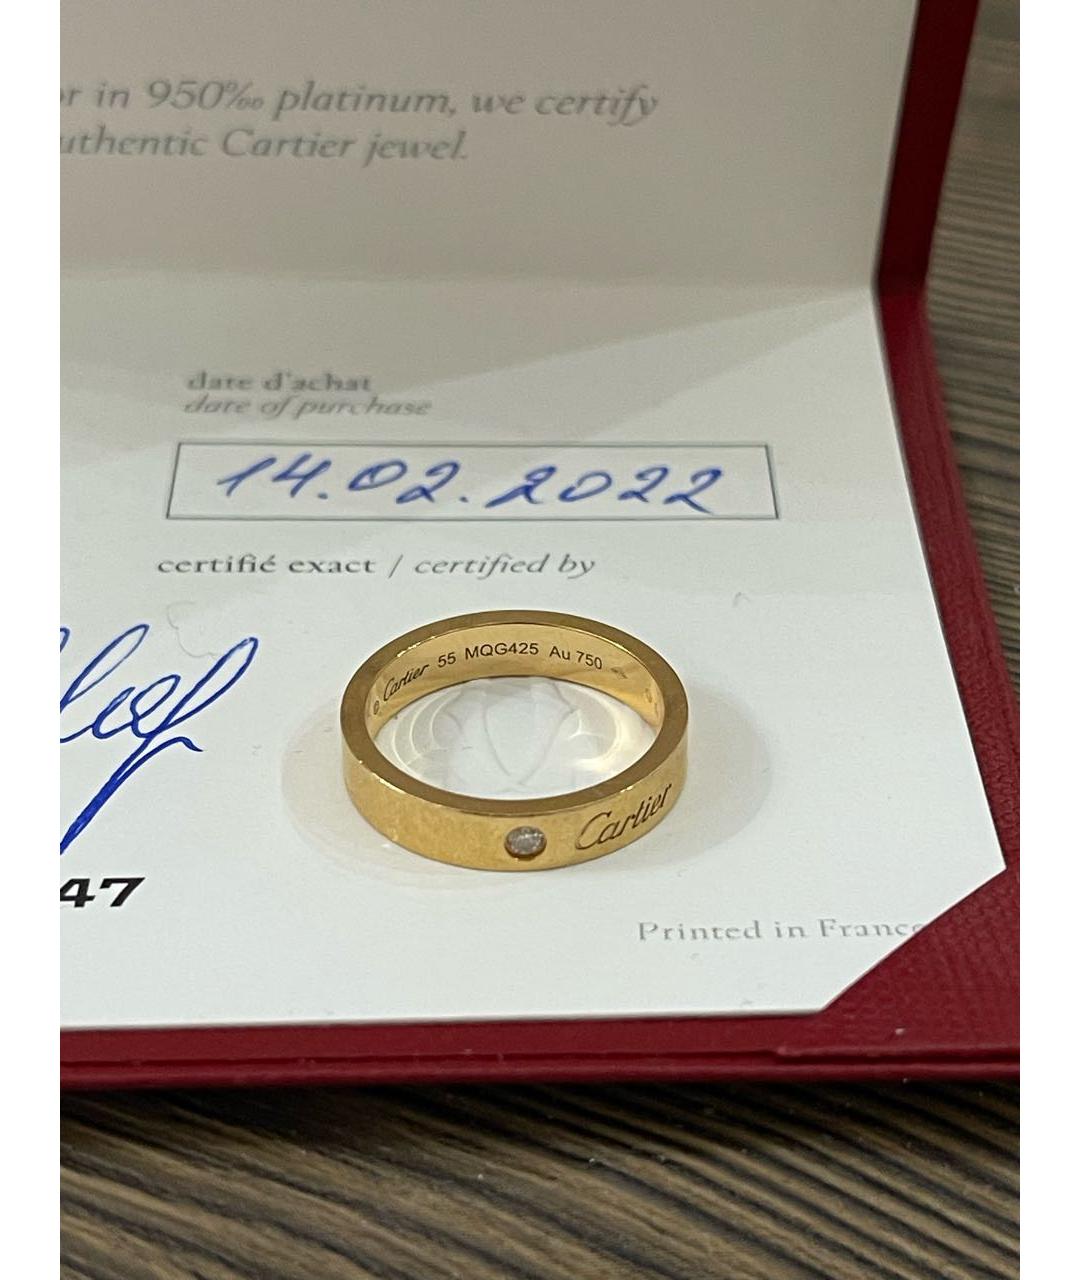 r in 950‰ platinum, we certify
uthentic Cartier jewel.
date d'achat
date of purchase
14.02.2022
certifié exact / certified by
© Cartier 55 MQG425 Au 750
Cartier
47
Printed in France